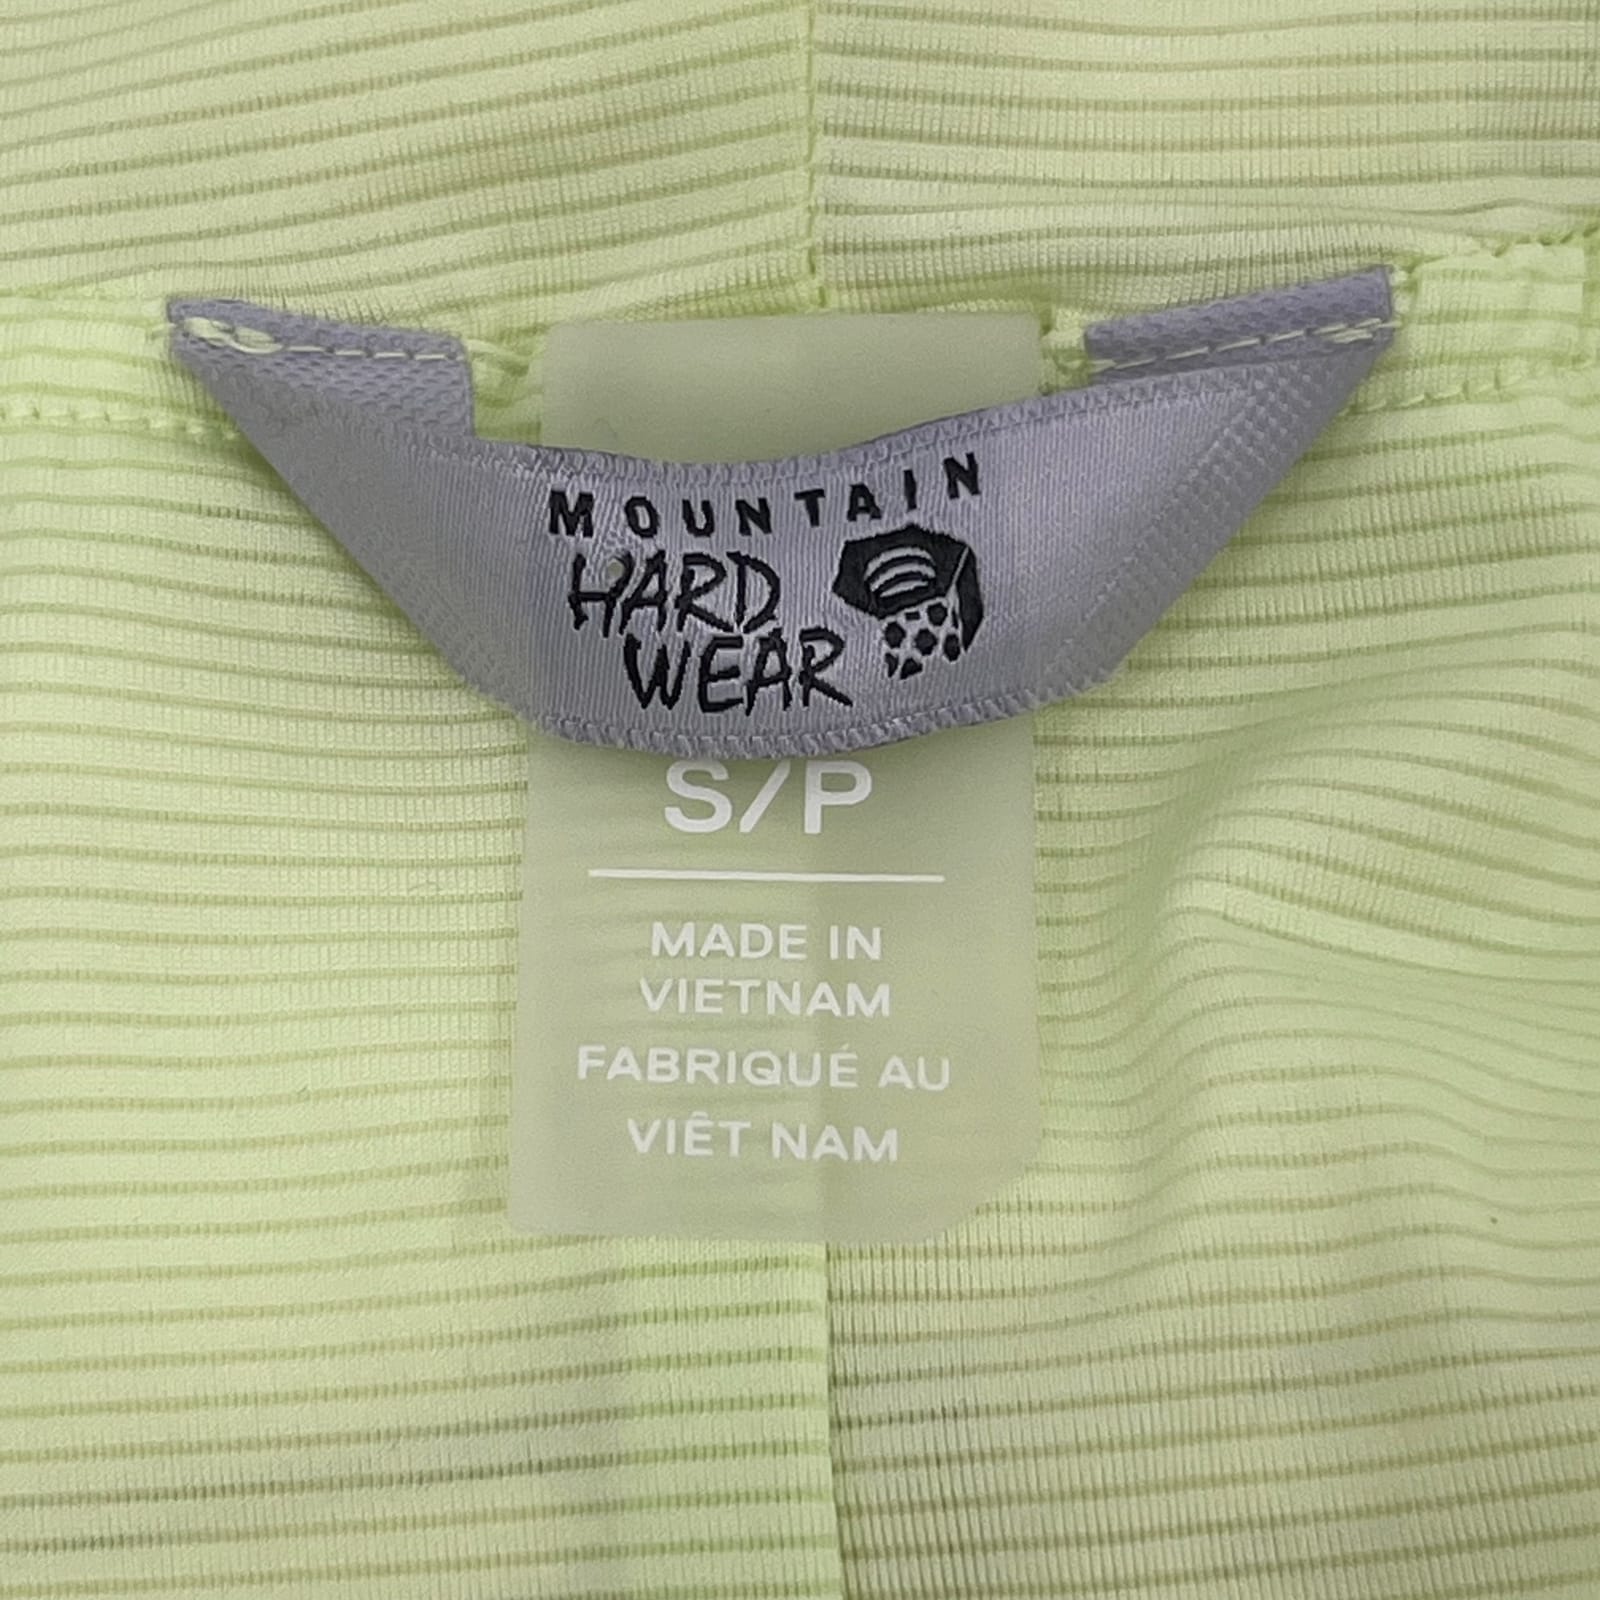 MOUNTAIN
HARD
WEAR
S/P
MADE IN
VIETNAM
FABRIQUÉ AU
VIÊT NAM